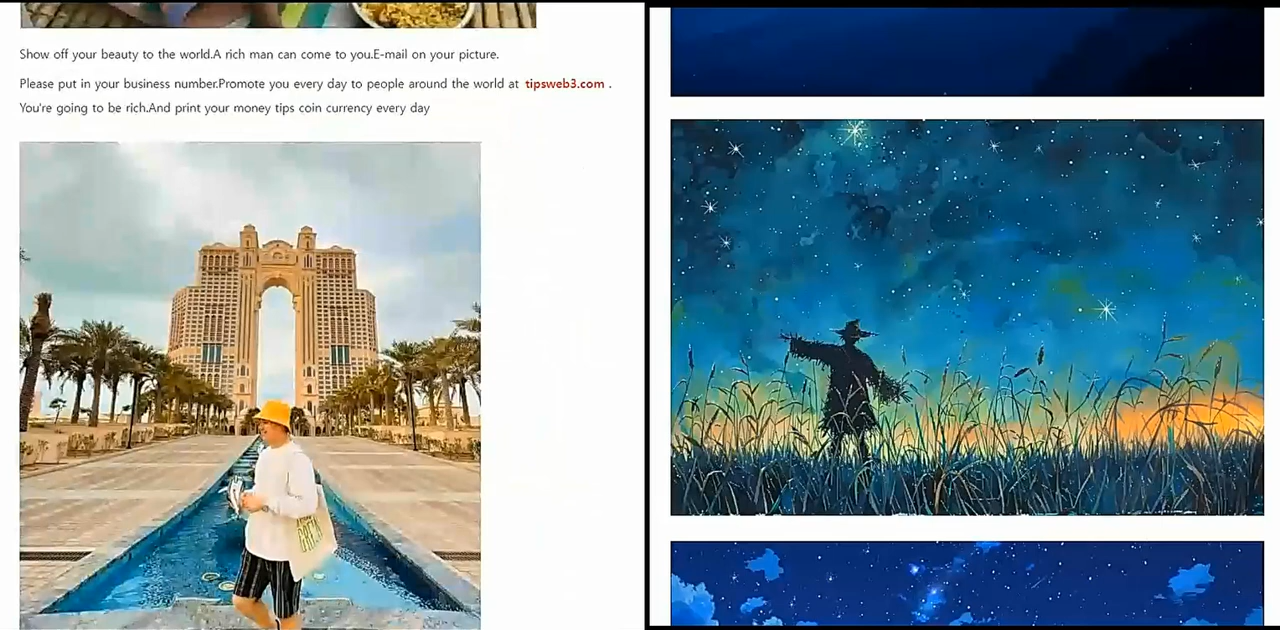 Show off your beauty to the world.A rich man can come to you.E-mail on your picture.
Please put in your business number.Promote you every day to people around the world at tipsweb3.com .
You're going to be rich.And print your money tips coin currency every day